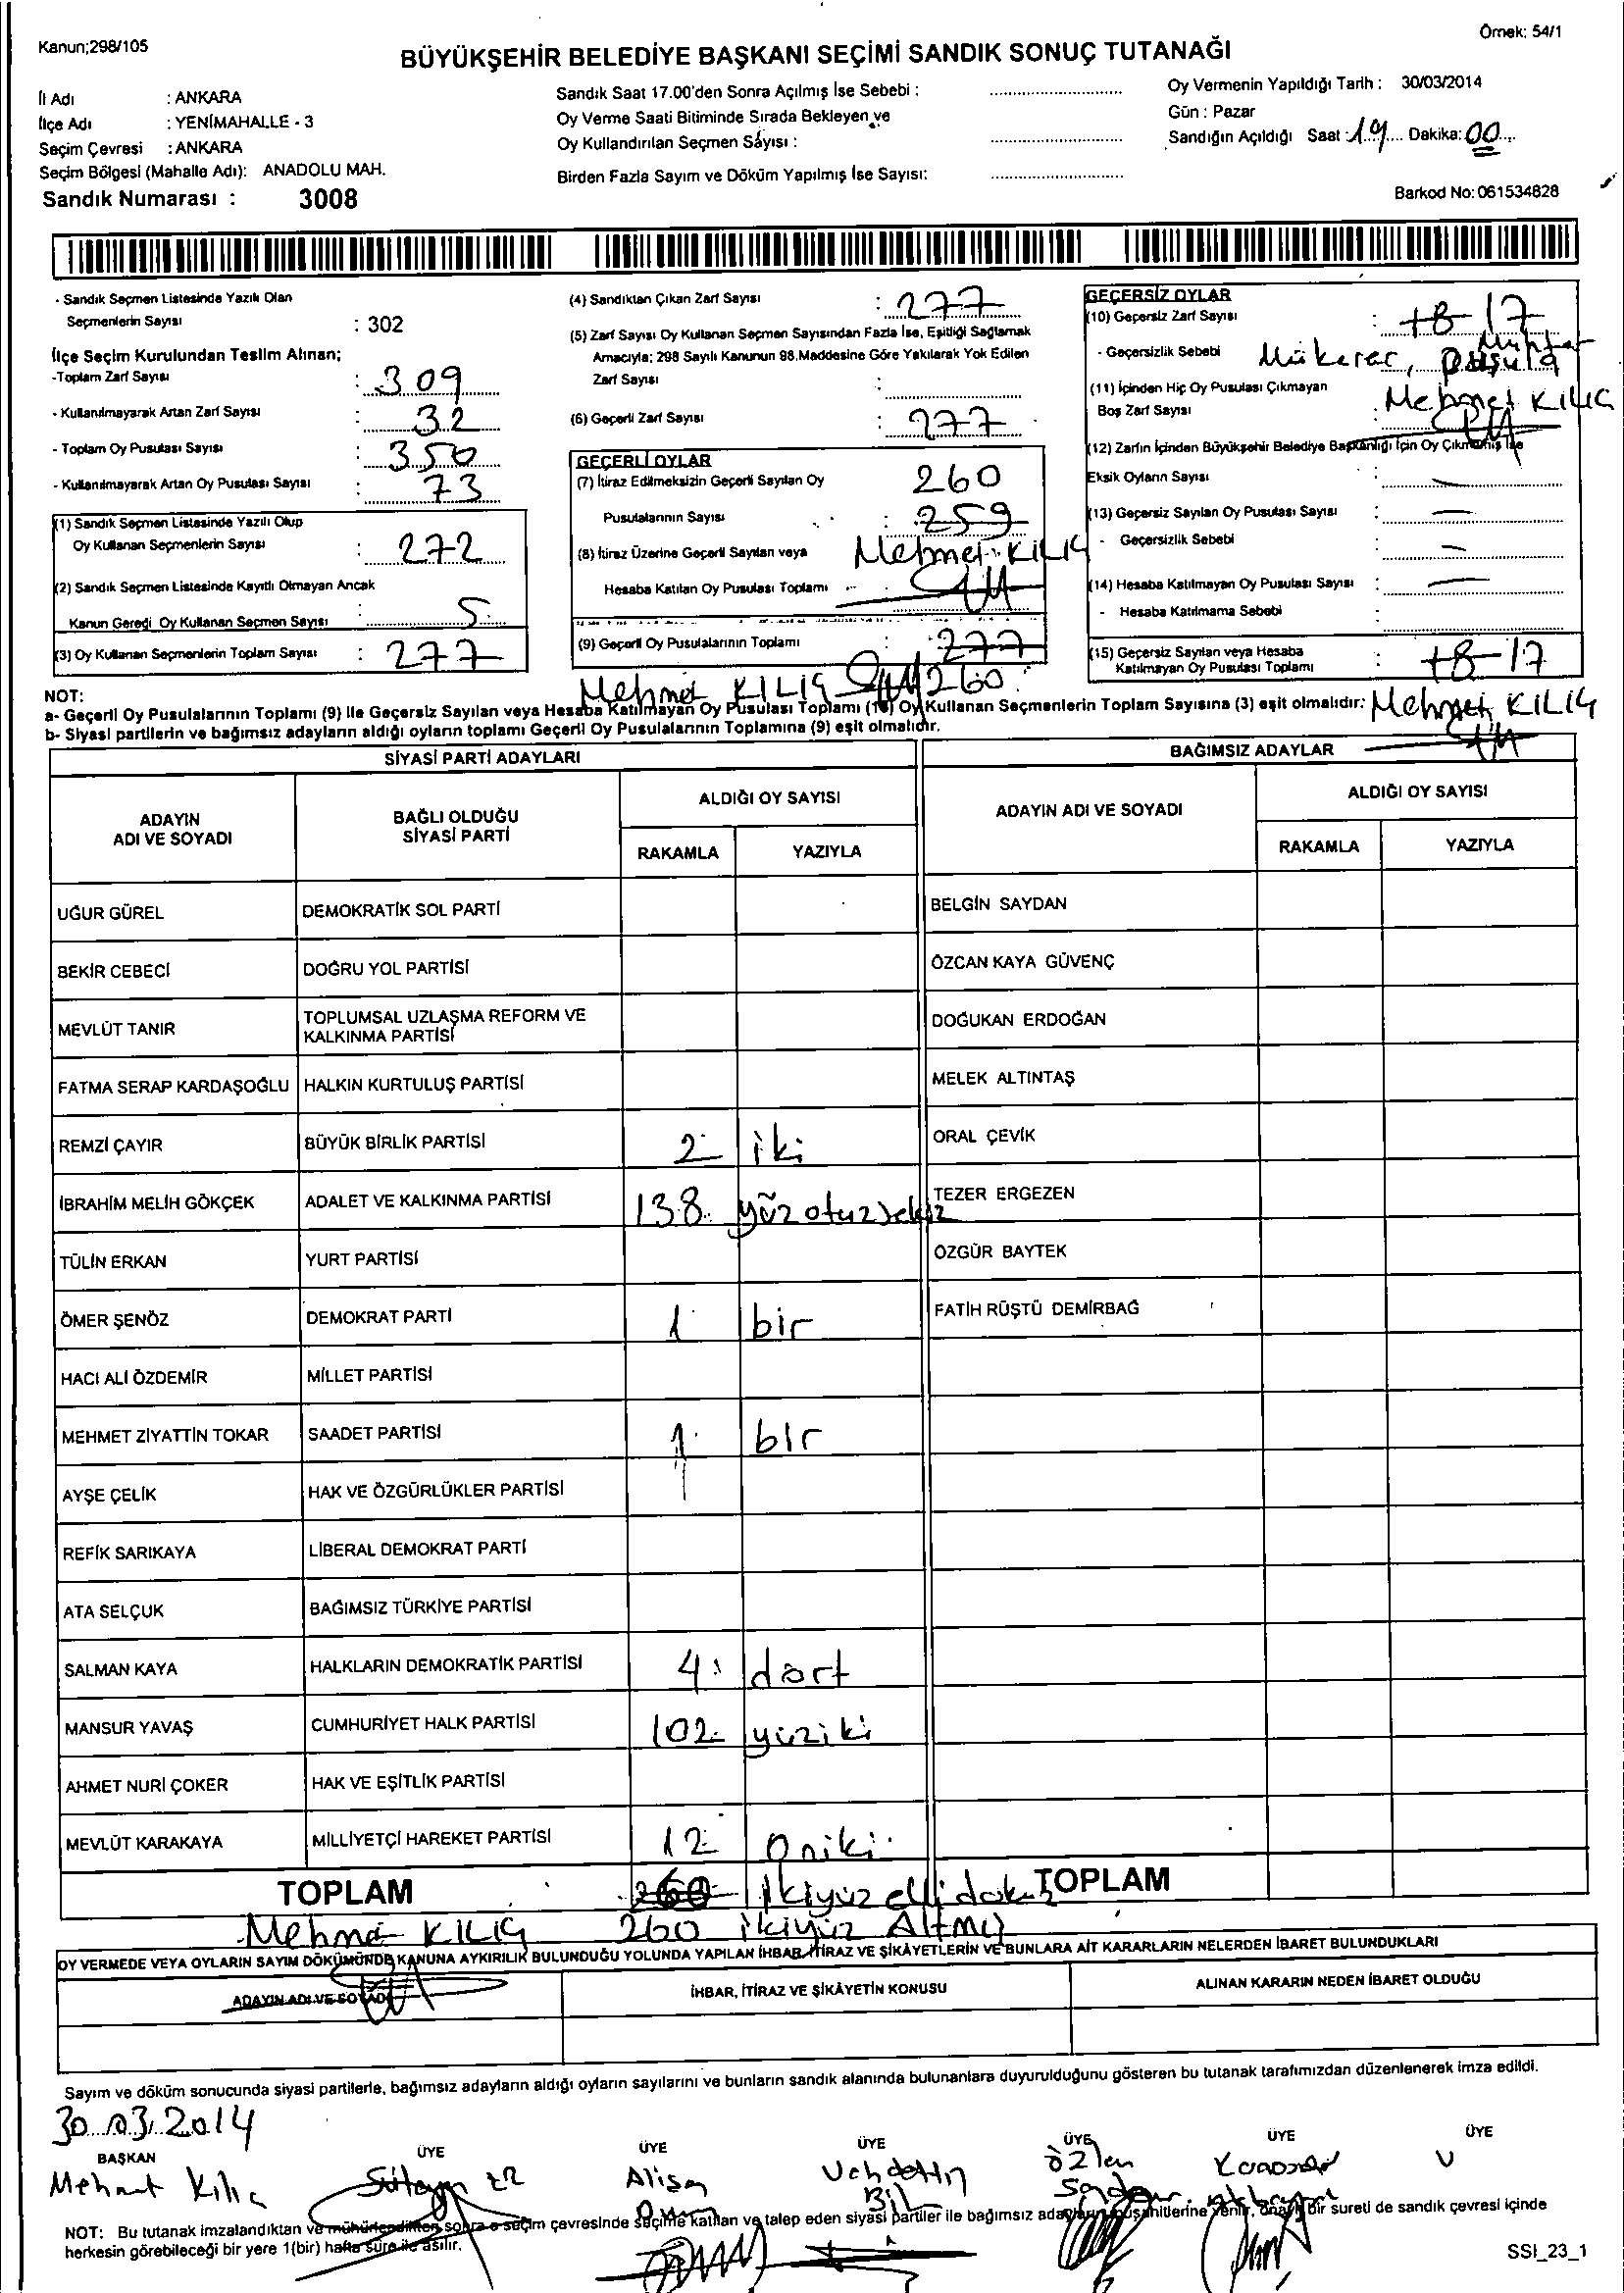 Kanun;298/105
Örnek: 54/1
BÜYÜKŞEHİR BELEDİYE BAŞKANI SEÇİMİ SANDIK SONUÇ TUTANAĞI
İl Adı : ANKARA
İlçe Adı : YENİMAHALLE - 3
Seçim Çevresi : ANKARA
Seçim Bölgesi (Mahalle Adı): ANADOLU MAH.
Sandık Numarası : 3008
Sandık Saat 17.00'den Sonra Açılmış İse Sebebi :
Oy Verme Saati Bitiminde Sırada Bekleyen ve
Oy Kullandırılan Seçmen Sayısı :
Birden Fazla Sayım ve Döküm Yapılmış İse Sayısı:
Oy Vermenin Yapıldığı Tarih : 30/03/2014
Gün : Pazar
Sandığın Açıldığı Saat : 19 Dakika: 00
Barkod No: 061534828
- Sandık Seçmen Listesinde Yazılı Olan
Seçmenlerin Sayısı : 302
İlçe Seçim Kurulundan Teslim Alınan;
-Toplam Zarf Sayısı : 309
- Kullanılmayarak Artan Zarf Sayısı : 32
- Toplam Oy Pusulası Sayısı : 350
- Kullanılmayarak Artan Oy Pusulası Sayısı : 73
(1) Sandık Seçmen Listesinde Yazılı Olup
Oy Kullanan Seçmenlerin Sayısı : 272
(2) Sandık Seçmen Listesinde Kayıtlı Olmayan Ancak
Kanun Gereği Oy Kullanan Seçmen Sayısı : 5
(3) Oy Kullanan Seçmenlerin Toplam Sayısı : 277
(4) Sandıktan Çıkan Zarf Sayısı : 277
(5) Zarf Sayısı Oy Kullanan Seçmen Sayısından Fazla İse, Eşitliği Sağlamak
Amacıyla; 298 Sayılı Kanunun 98.Maddesine Göre Yakılarak Yok Edilen
Zarf Sayısı :
(6) Geçerli Zarf Sayısı : 277
GEÇERLİ OYLAR
(7) İtiraz Edilmeksizin Geçerli Sayılan Oy 260
Pusulalarının Sayısı : 259
(8) İtiraz Üzerine Geçerli Sayılan veya Mehmet KILIÇ
Hesaba Katılan Oy Pusulası Toplamı
(9) Geçerli Oy Pusulalarının Toplamı : 277
Mehmet KILIÇ 260
GEÇERSİZ OYLAR
(10) Geçersiz Zarf Sayısı : 18 17
- Geçersizlik Sebebi Mükerer, Muhtar Pusula
(11) İçinden Hiç Oy Pusulası Çıkmayan
Boş Zarf Sayısı : Mehmet KILIÇ
(12) Zarfın İçinden Büyükşehir Belediye Başkanlığı İçin Oy Çıkmamış İse
Eksik Oyların Sayısı : —
(13) Geçersiz Sayılan Oy Pusulası Sayısı : —
- Geçersizlik Sebebi : —
(14) Hesaba Katılmayan Oy Pusulası Sayısı : —
- Hesaba Katılmama Sebebi :
(15) Geçersiz Sayılan veya Hesaba
Katılmayan Oy Pusulası Toplamı : 18 17
Mehmet KILIÇ
NOT:
a- Geçerli Oy Pusulalarının Toplamı (9) ile Geçersiz Sayılan veya Hesaba Katılmayan Oy Pusulası Toplamı (15) Oy Kullanan Seçmenlerin Toplam Sayısına (3) eşit olmalıdır:
b- Siyasi partilerin ve bağımsız adayların aldığı oyların toplamı Geçerli Oy Pusulalarının Toplamına (9) eşit olmalıdır.
SİYASİ PARTİ ADAYLARI
BAĞIMSIZ ADAYLAR
ADAYIN ADI VE SOYADI
BAĞLI OLDUĞU SİYASİ PARTİ
ALDIĞI OY SAYISI
RAKAMLA YAZIYLA
ADAYIN ADI VE SOYADI
ALDIĞI OY SAYISI
RAKAMLA YAZIYLA
UĞUR GÜREL DEMOKRATİK SOL PARTİ BELGİN SAYDAN
BEKİR CEBECİ DOĞRU YOL PARTİSİ ÖZCAN KAYA GÜVENÇ
MEVLÜT TANIR TOPLUMSAL UZLAŞMA REFORM VE KALKINMA PARTİSİ DOĞUKAN ERDOĞAN
FATMA SERAP KARDAŞOĞLU HALKIN KURTULUŞ PARTİSİ MELEK ALTINTAŞ
REMZİ ÇAYIR BÜYÜK BİRLİK PARTİSİ 2 iki ORAL ÇEVİK
İBRAHİM MELİH GÖKÇEK ADALET VE KALKINMA PARTİSİ 138 yüzotuzsekiz TEZER ERGEZEN
TÜLİN ERKAN YURT PARTİSİ ÖZGÜR BAYTEK
ÖMER ŞENÖZ DEMOKRAT PARTİ 1 bir FATİH RÜŞTÜ DEMİRBAĞ
HACI ALİ ÖZDEMİR MİLLET PARTİSİ
MEHMET ZİYATTİN TOKAR SAADET PARTİSİ 1 bir
AYŞE ÇELİK HAK VE ÖZGÜRLÜKLER PARTİSİ
REFİK SARIKAYA LİBERAL DEMOKRAT PARTİ
ATA SELÇUK BAĞIMSIZ TÜRKİYE PARTİSİ
SALMAN KAYA HALKLARIN DEMOKRATİK PARTİSİ 4 dört
MANSUR YAVAŞ CUMHURİYET HALK PARTİSİ 102 yüziki
AHMET NURİ ÇOKER HAK VE EŞİTLİK PARTİSİ
MEVLÜT KARAKAYA MİLLİYETÇİ HAREKET PARTİSİ 12 Oniki
TOPLAM 260 ikiyüzellidokuz TOPLAM
Mehmet KILIÇ 260 ikiyüz Altmış
OY VERMEDE VEYA OYLARIN SAYIM DÖKÜMÜNDE KANUNA AYKIRILIK BULUNDUĞU YOLUNDA YAPILAN İHBAR, İTİRAZ VE ŞİKÂYETLERİN VE BUNLARA AİT KARARLARIN NELERDEN İBARET BULUNDUKLARI
ADAYIN ADI VE SOYADI
İHBAR, İTİRAZ VE ŞİKÂYETİN KONUSU
ALINAN KARARIN NEDEN İBARET OLDUĞU
Sayım ve döküm sonucunda siyasi partilerle, bağımsız adayların aldığı oyların sayılarını ve bunların sandık alanında bulunanlara duyurulduğunu gösteren bu tutanak tarafımızdan düzenlenerek imza edildi.
30.03.2014
BAŞKAN ÜYE ÜYE ÜYE ÜYE ÜYE ÜYE
Mehmet Kılıç Alişan Vahdettin BİL Özlen
NOT: Bu tutanak imzalandıktan ve mühürlendikten sonra o seçim çevresinde seçime katılan ve talep eden siyasi partiler ile bağımsız adayların müşahitlerine verilir, onaylı bir sureti de sandık çevresi içinde
herkesin görebileceği bir yere 1(bir) hafta süre ile asılır.
SSI_23_1